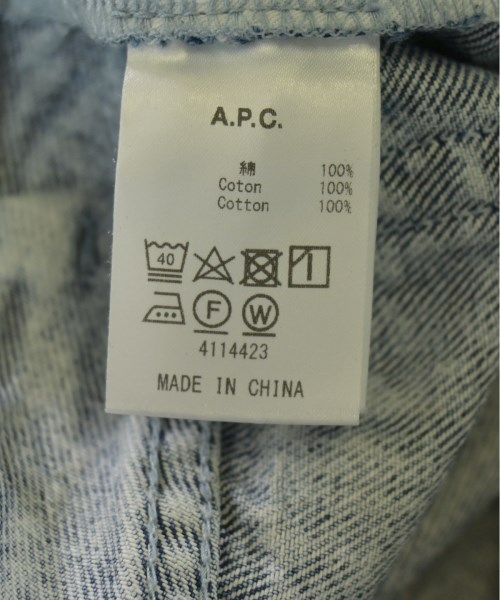 A.P.C.
綿 100%
Coton 100%
Cotton 100%
40
F W
4114423
MADE IN CHINA